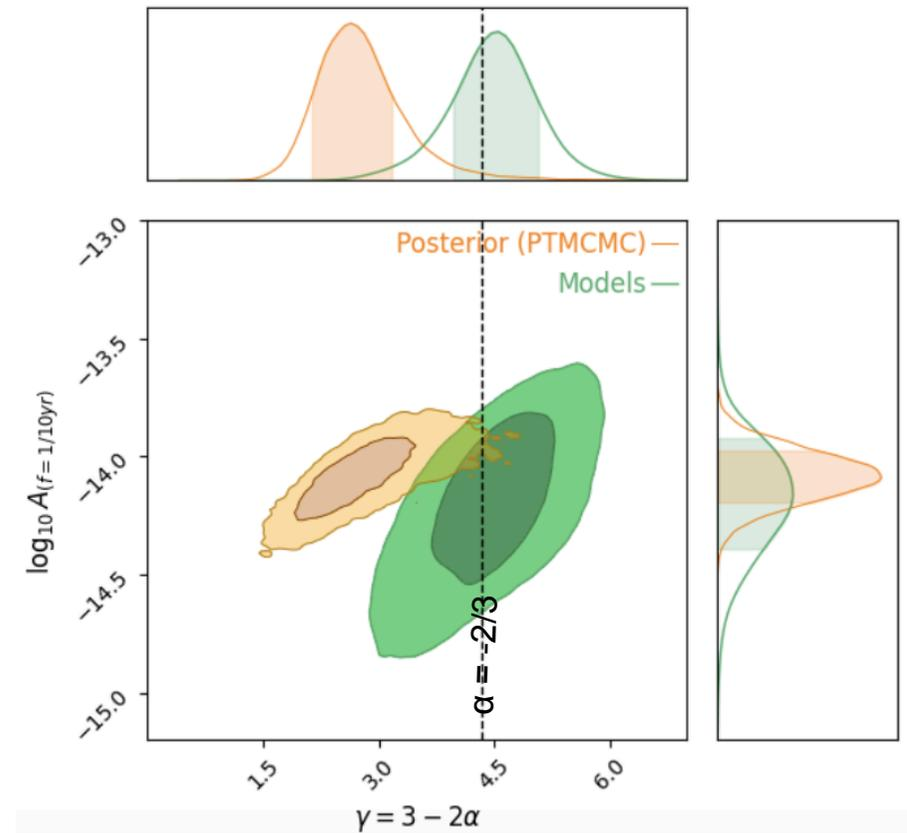 −13.0
Posterior (PTMCMC)
Models
−13.5
−14.0
−14.5
−15.0
log₁₀ A(f = 1/10yr)
α = -2/3
1.5 3.0 4.5 6.0
γ = 3 − 2α